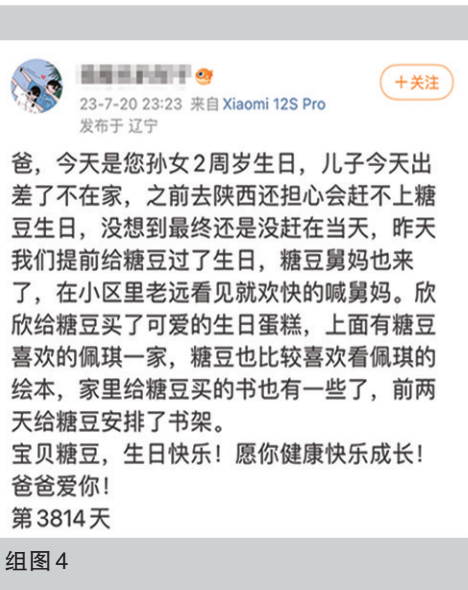 +关注
23-7-20 23:23 来自 Xiaomi 12S Pro
发布于 辽宁
爸，今天是您孙女2周岁生日，儿子今天出
差了不在家，之前去陕西还担心会赶不上糖
豆生日，没想到最终还是没赶在当天，昨天
我们提前给糖豆过了生日，糖豆舅妈也来
了，在小区里老远看见就欢快的喊舅妈。欣
欣给糖豆买了可爱的生日蛋糕，上面有糖豆
喜欢的佩琪一家，糖豆也比较喜欢看佩琪的
绘本，家里给糖豆买的书也有一些了，前两
天给糖豆安排了书架。
宝贝糖豆，生日快乐！愿你健康快乐成长！
爸爸爱你！
第3814天
组图4